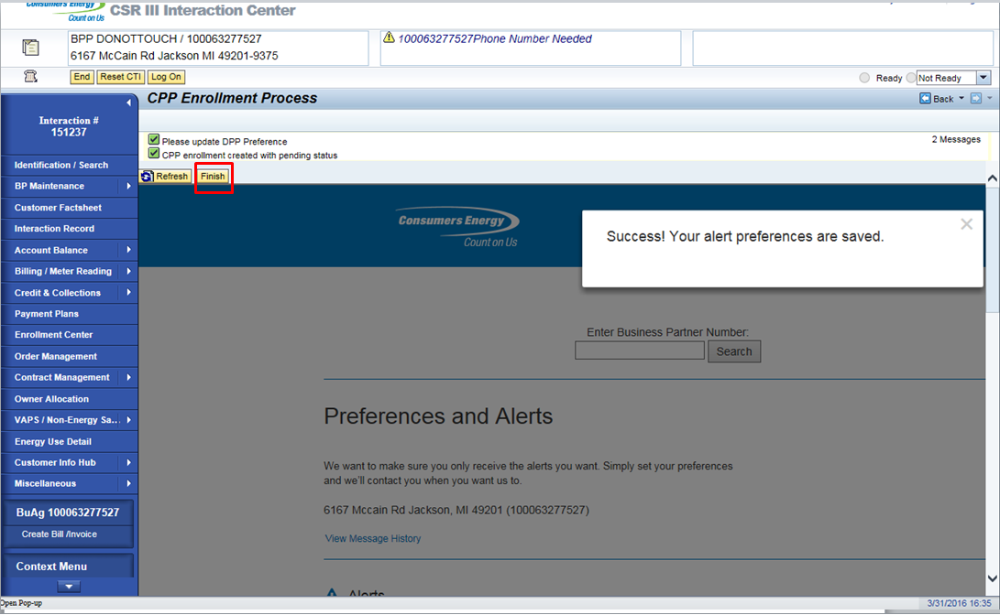 Consumers Energy
Count on Us
CSR III Interaction Center
BPP DONOTTOUCH / 100063277527
6167 McCain Rd Jackson MI 49201-9375
100063277527Phone Number Needed
End
Reset CTI
Log On
Ready
Not Ready
CPP Enrollment Process
Back
Interaction #
151237
Please update DPP Preference
CPP enrollment created with pending status
2 Messages
Refresh
Finish
Identification / Search
BP Maintenance
Customer Factsheet
Interaction Record
Account Balance
Billing / Meter Reading
Credit & Collections
Payment Plans
Enrollment Center
Order Management
Contract Management
Owner Allocation
VAPS / Non-Energy Sa...
Energy Use Detail
Customer Info Hub
Miscellaneous
BuAg 100063277527
Create Bill /Invoice
Context Menu
Consumers Energy
Count on Us
Success! Your alert preferences are saved.
Enter Business Partner Number:
Search
Preferences and Alerts
We want to make sure you only receive the alerts you want. Simply set your preferences
and we'll contact you when you want us to.
6167 Mccain Rd Jackson, MI 49201 (100063277527)
View Message History
Alerts
Open Pop-up
3/31/2016 16:35